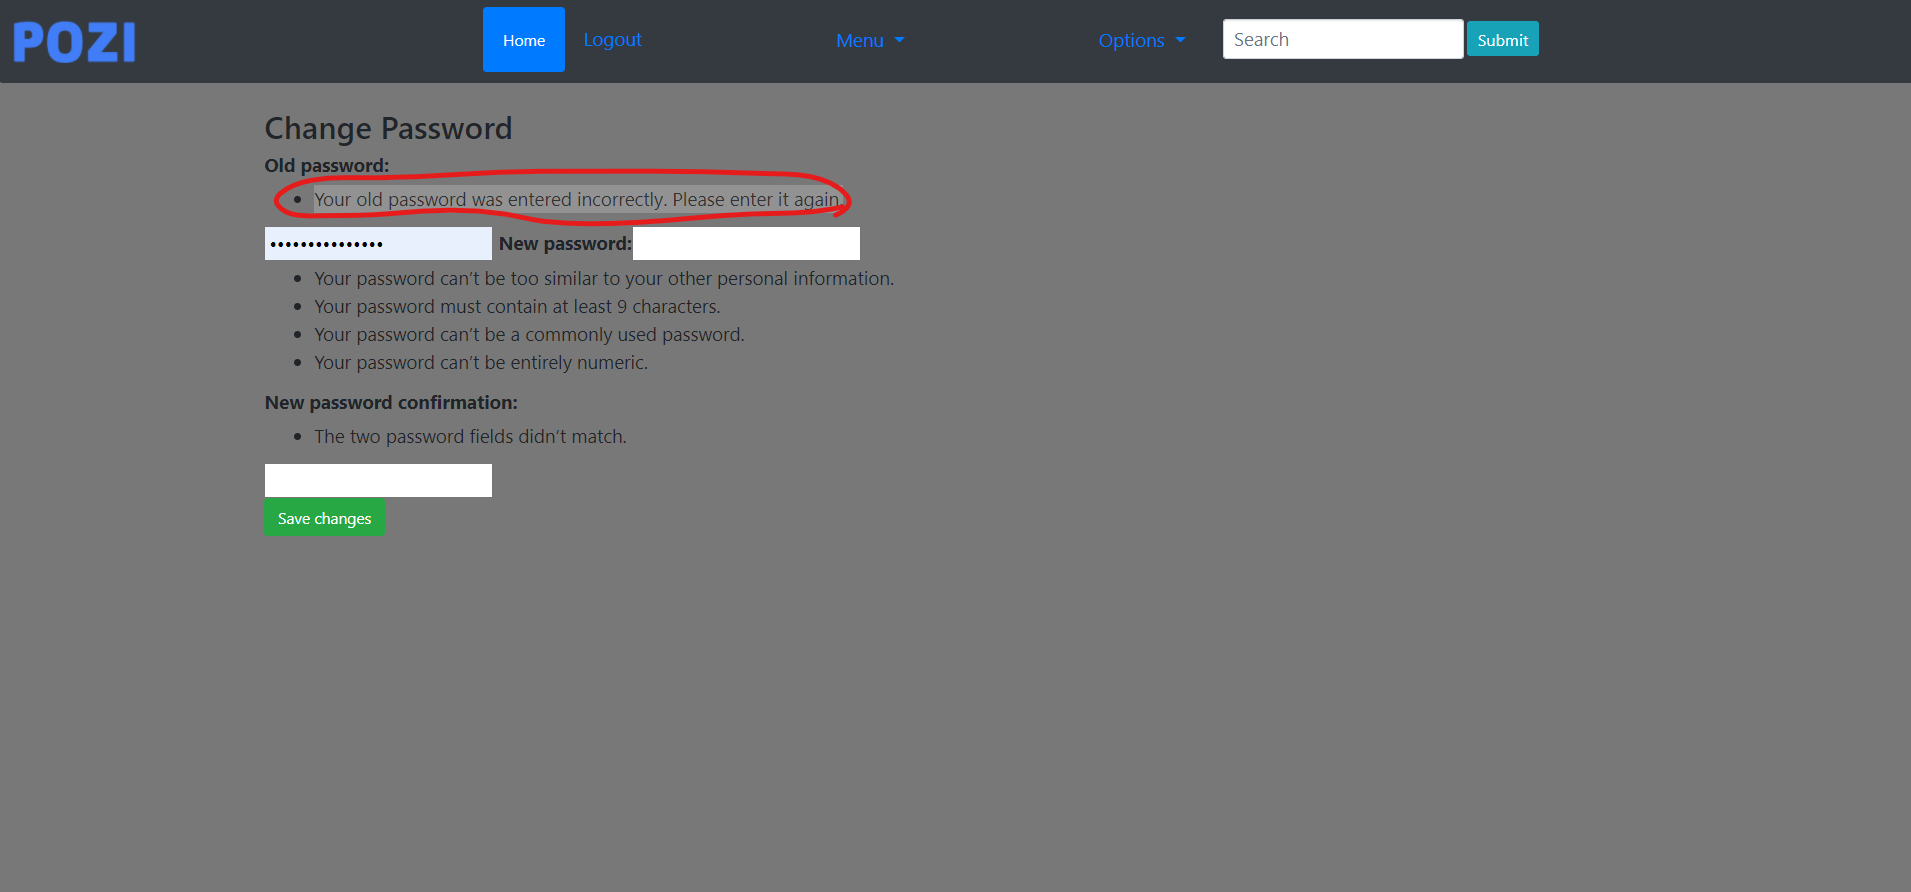 POZI
Home
Logout
Menu
Options
Search
Submit
Change Password
Old password:
• Your old password was entered incorrectly. Please enter it again.
••••••••••••••• New password:
• Your password can’t be too similar to your other personal information.
• Your password must contain at least 9 characters.
• Your password can’t be a commonly used password.
• Your password can’t be entirely numeric.
New password confirmation:
• The two password fields didn’t match.
Save changes